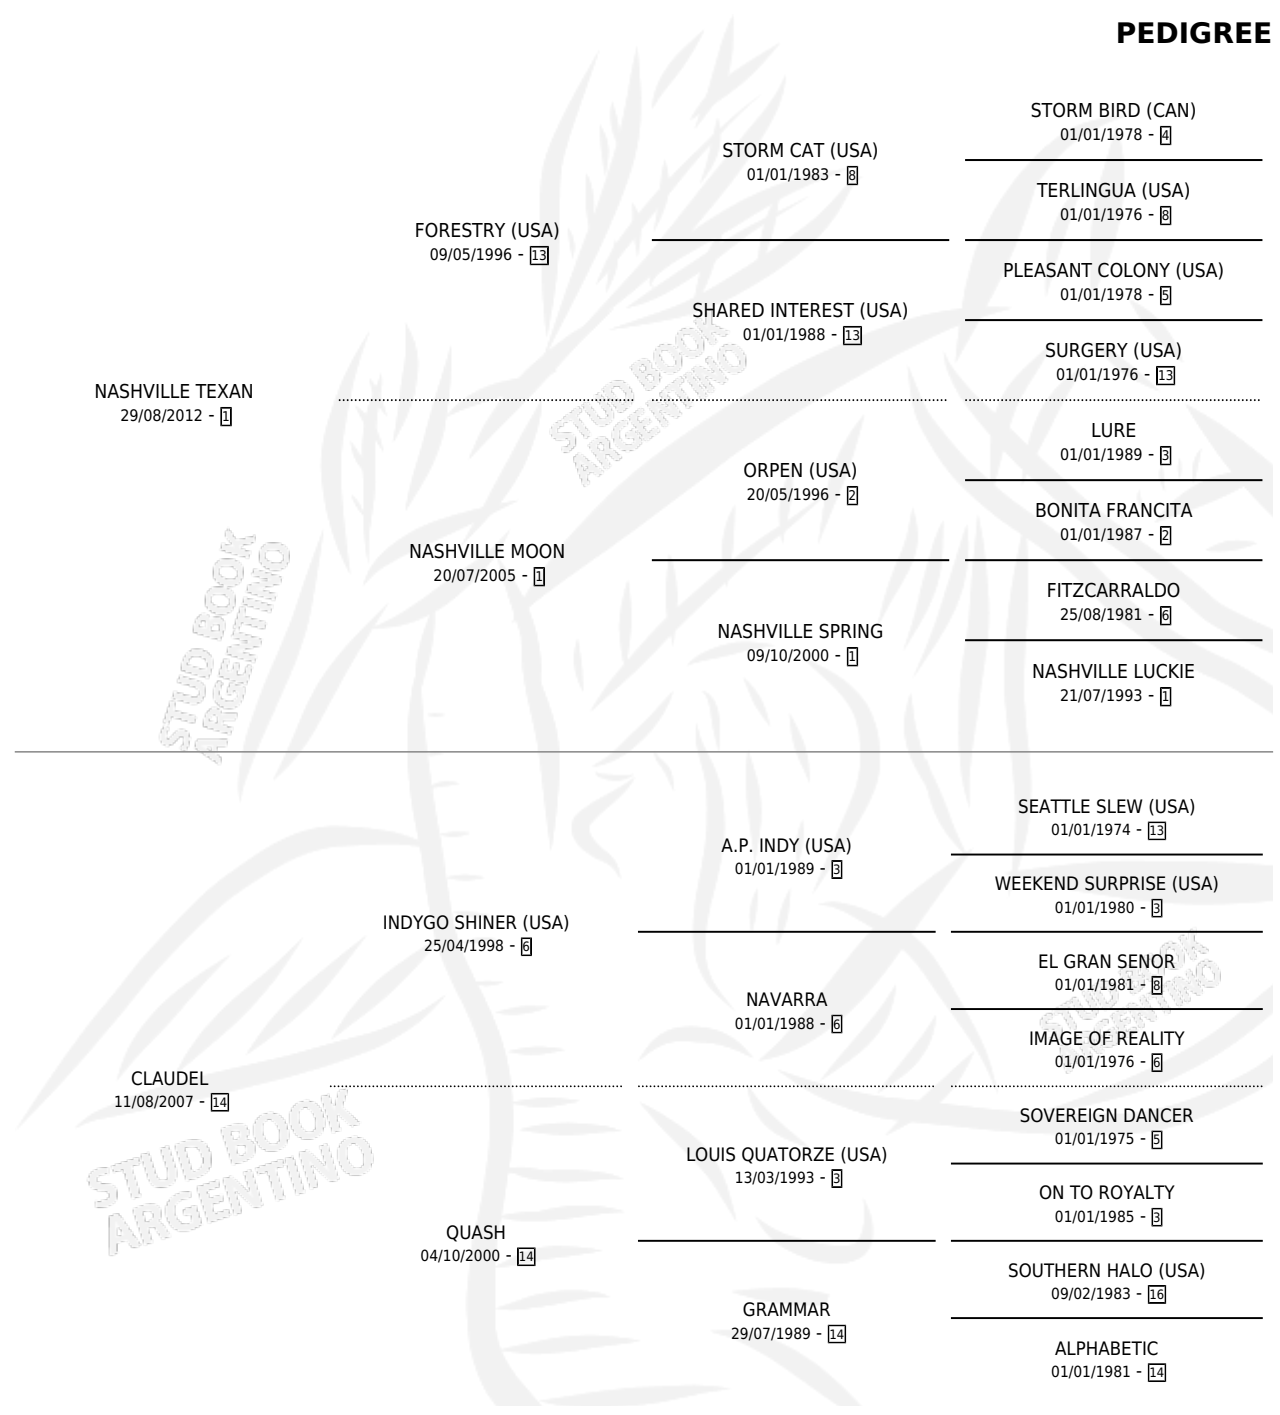 PEDIGREE
STORM BIRD (CAN)
01/01/1978 - 4
STORM CAT (USA)
01/01/1983 - 8
TERLINGUA (USA)
01/01/1976 - 8
FORESTRY (USA)
09/05/1996 - 13
PLEASANT COLONY (USA)
01/01/1978 - 5
SHARED INTEREST (USA)
01/01/1988 - 13
SURGERY (USA)
01/01/1976 - 13
NASHVILLE TEXAN
29/08/2012 - 1
LURE
01/01/1989 - 3
ORPEN (USA)
20/05/1996 - 2
BONITA FRANCITA
01/01/1987 - 2
NASHVILLE MOON
20/07/2005 - 1
FITZCARRALDO
25/08/1981 - 6
NASHVILLE SPRING
09/10/2000 - 1
NASHVILLE LUCKIE
21/07/1993 - 1
STUD BOOK
ARGENTINO
STUD BOOK
ARGENTINO
SEATTLE SLEW (USA)
01/01/1974 - 13
A.P. INDY (USA)
01/01/1989 - 3
WEEKEND SURPRISE (USA)
01/01/1980 - 3
INDYGO SHINER (USA)
25/04/1998 - 6
EL GRAN SENOR
01/01/1981 - 8
NAVARRA
01/01/1988 - 6
IMAGE OF REALITY
01/01/1976 - 6
CLAUDEL
11/08/2007 - 14
SOVEREIGN DANCER
01/01/1975 - 5
LOUIS QUATORZE (USA)
13/03/1993 - 3
ON TO ROYALTY
01/01/1985 - 3
QUASH
04/10/2000 - 14
SOUTHERN HALO (USA)
09/02/1983 - 16
GRAMMAR
29/07/1989 - 14
ALPHABETIC
01/01/1981 - 14
STUD BOOK
ARGENTINO
STUD BOOK
ARGENTINO